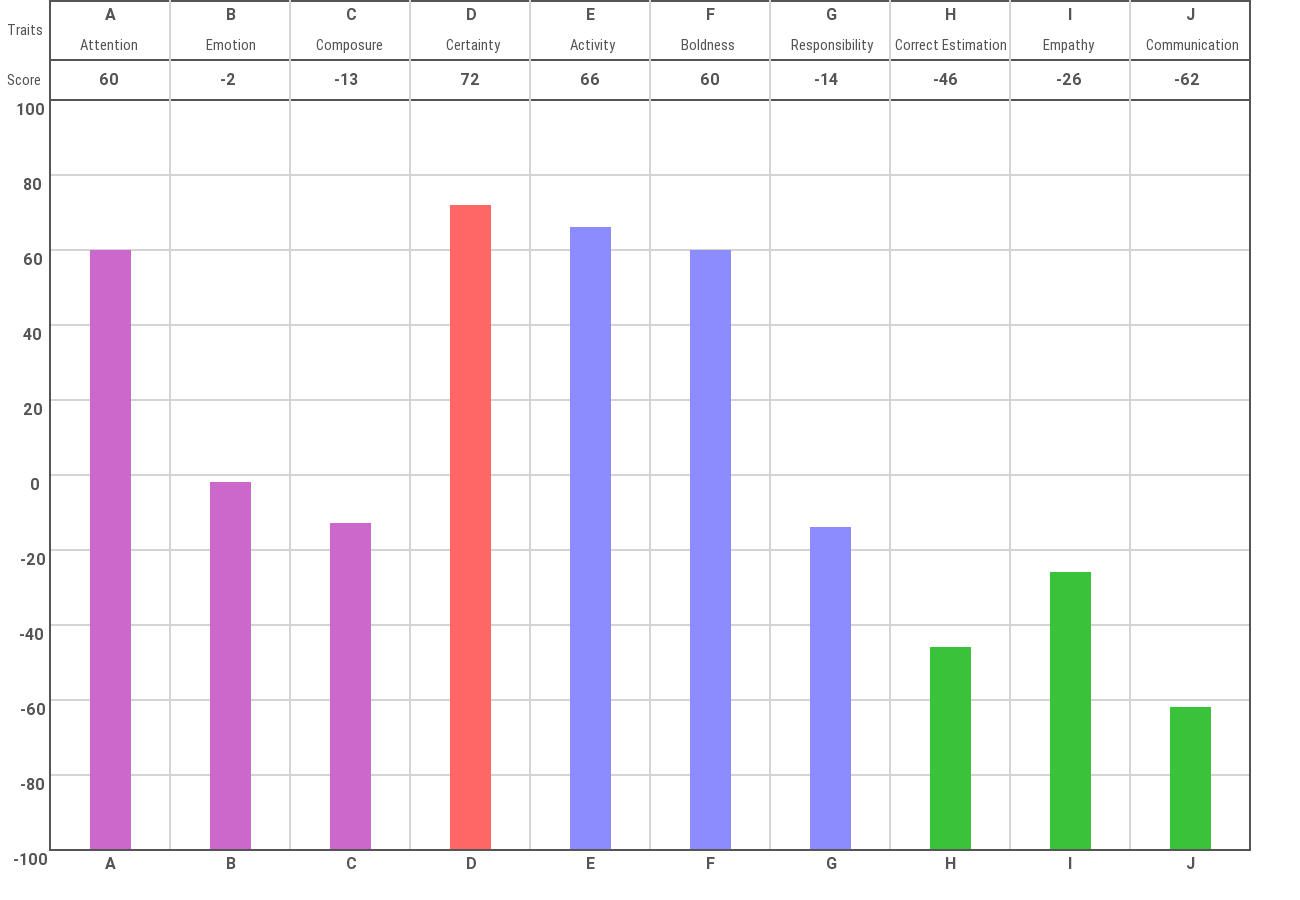 A B C D E F G H I J
Traits
Attention Emotion Composure Certainty Activity Boldness Responsibility Correct Estimation Empathy Communication
Score 60 -2 -13 72 66 60 -14 -46 -26 -62
100
80
60
40
20
0
-20
-40
-60
-80
-100
A B C D E F G H I J